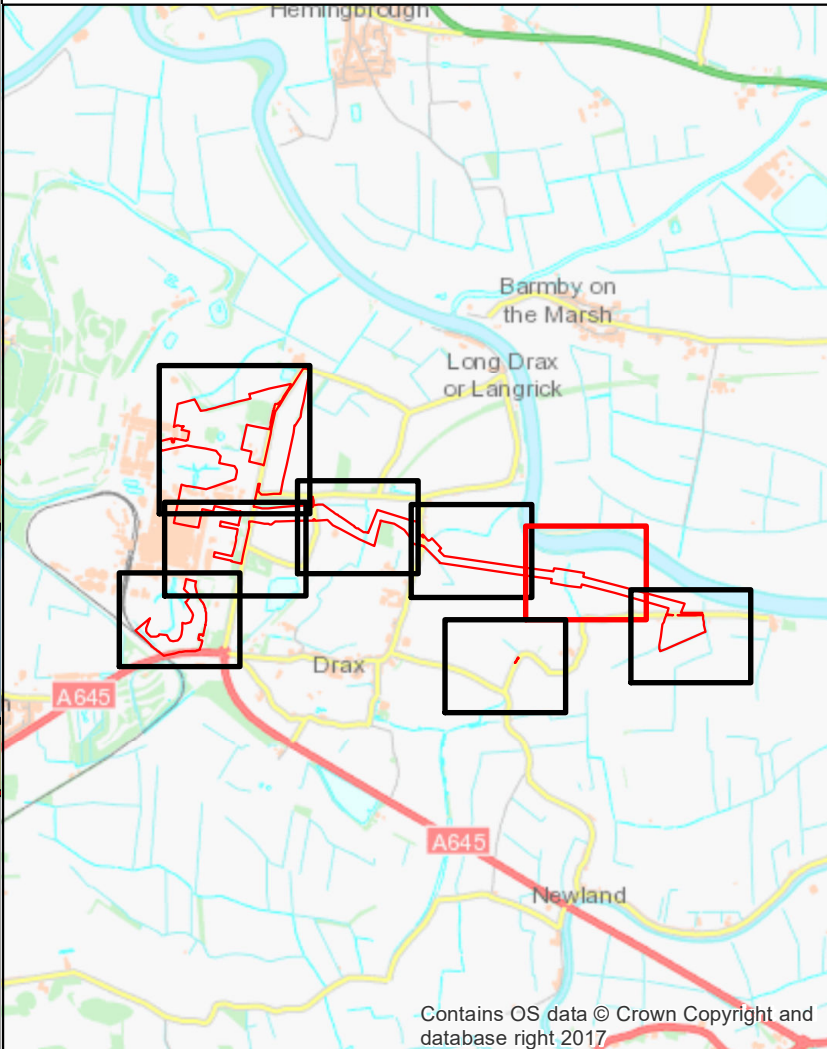 Hemingbrough
Barmby on
the Marsh
Long Drax
or Langrick
Drax
A645
A645
Newland
Contains OS data © Crown Copyright and
database right 2017